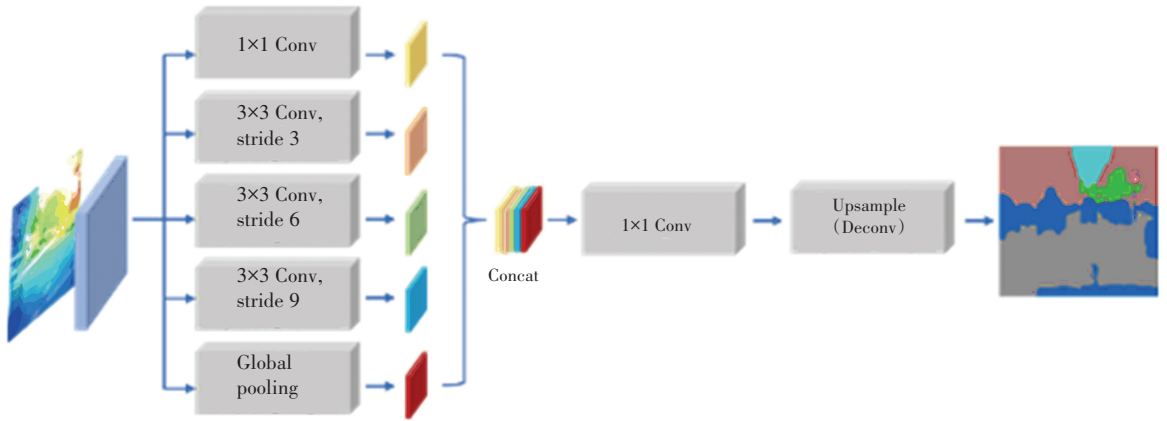 1×1 Conv
3×3 Conv,
stride 3
3×3 Conv,
stride 6
3×3 Conv,
stride 9
Global
pooling
Concat
1×1 Conv
Upsample
(Deconv)